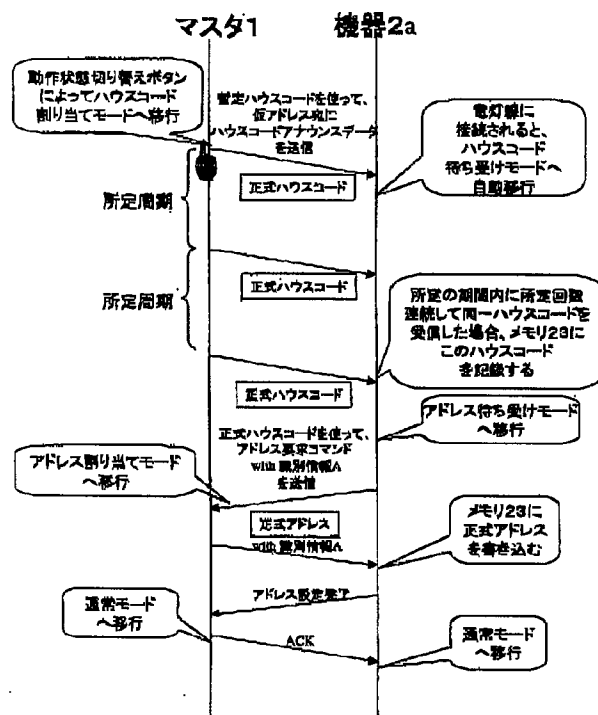 マスタ1
機器2a
動作状態切り替えボタン
によってハウスコード
割り当てモードへ移行
暫定ハウスコードを使って、
仮アドレス宛に
ハウスコードアナウンスデータ
を送信
電灯線に
接続されると、
ハウスコード
待ち受けモードへ
自動移行
正式ハウスコード
所定周期
正式ハウスコード
所定周期
所定の期間内に所定回数
連続して同一ハウスコードを
受信した場合、メモリ23に
このハウスコード
を記録する
正式ハウスコード
アドレス待ち受けモード
へ移行
正式ハウスコードを使って、
アドレス要求コマンド
with 識別情報A
を送信
アドレス割り当てモード
へ移行
正式アドレス
with 識別情報A
メモリ23に
正式アドレス
を書き込む
アドレス設定完了
通常モード
へ移行
ACK
通常モード
へ移行